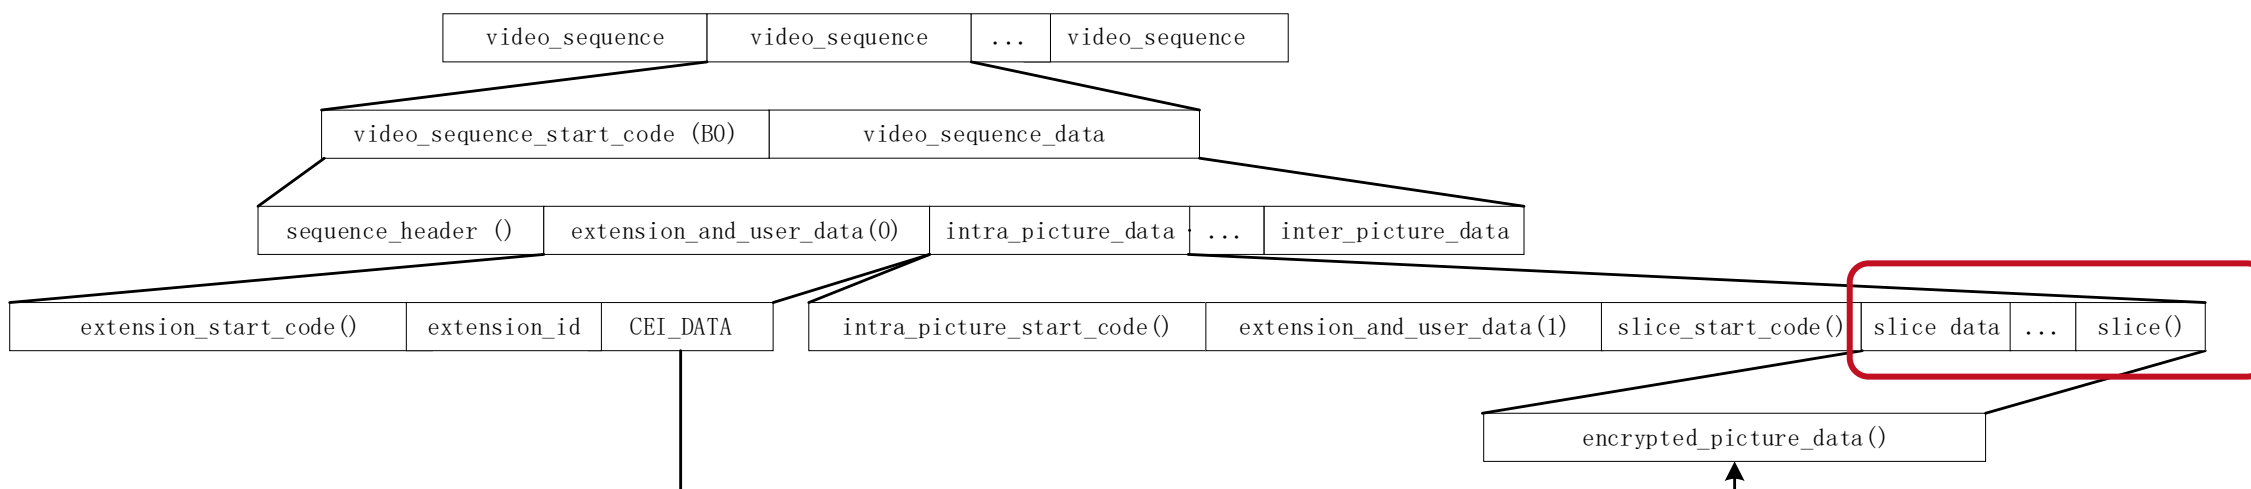 video_sequence video_sequence ... video_sequence
video_sequence_start_code (B0) video_sequence_data
sequence_header () extension_and_user_data(0) intra_picture_data ... inter_picture_data
extension_start_code() extension_id CEI_DATA intra_picture_start_code() extension_and_user_data(1) slice_start_code() slice data ... slice()
encrypted_picture_data()